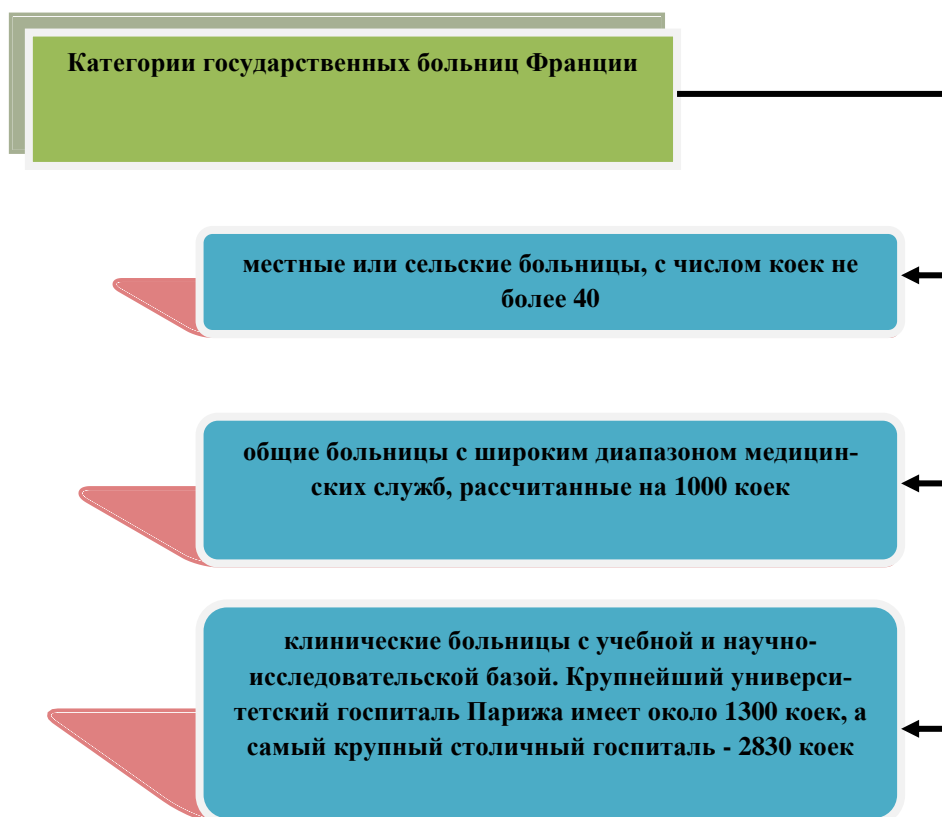 Категории государственных больниц Франции
местные или сельские больницы, с числом коек не
более 40
общие больницы с широким диапазоном медицин-
ских служб, рассчитанные на 1000 коек
клинические больницы с учебной и научно-
исследовательской базой. Крупнейший универси-
тетский госпиталь Парижа имеет около 1300 коек, а
самый крупный столичный госпиталь - 2830 коек